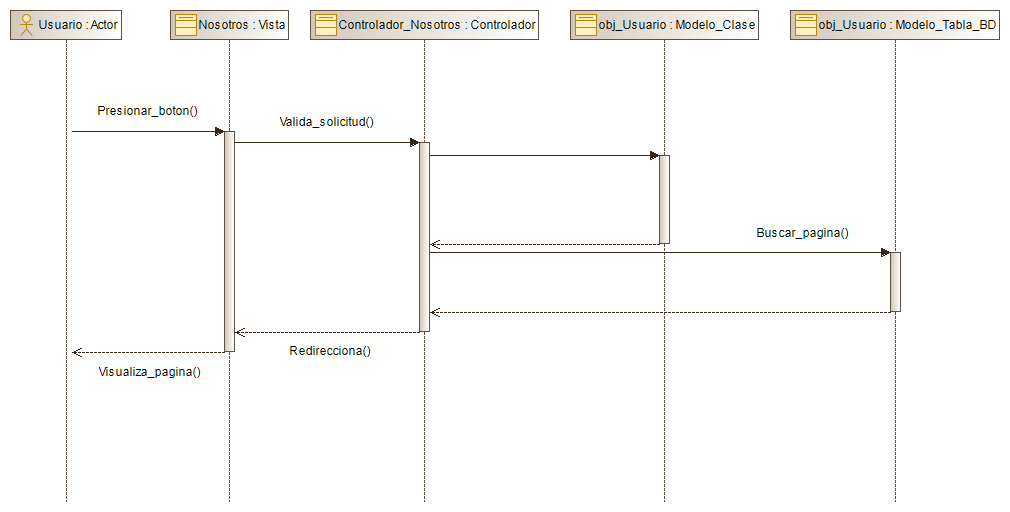 Usuario : Actor
Nosotros : Vista
Controlador_Nosotros : Controlador
obj_Usuario : Modelo_Clase
obj_Usuario : Modelo_Tabla_BD
Presionar_boton()
Valida_solicitud()
Buscar_pagina()
Redirecciona()
Visualiza_pagina()